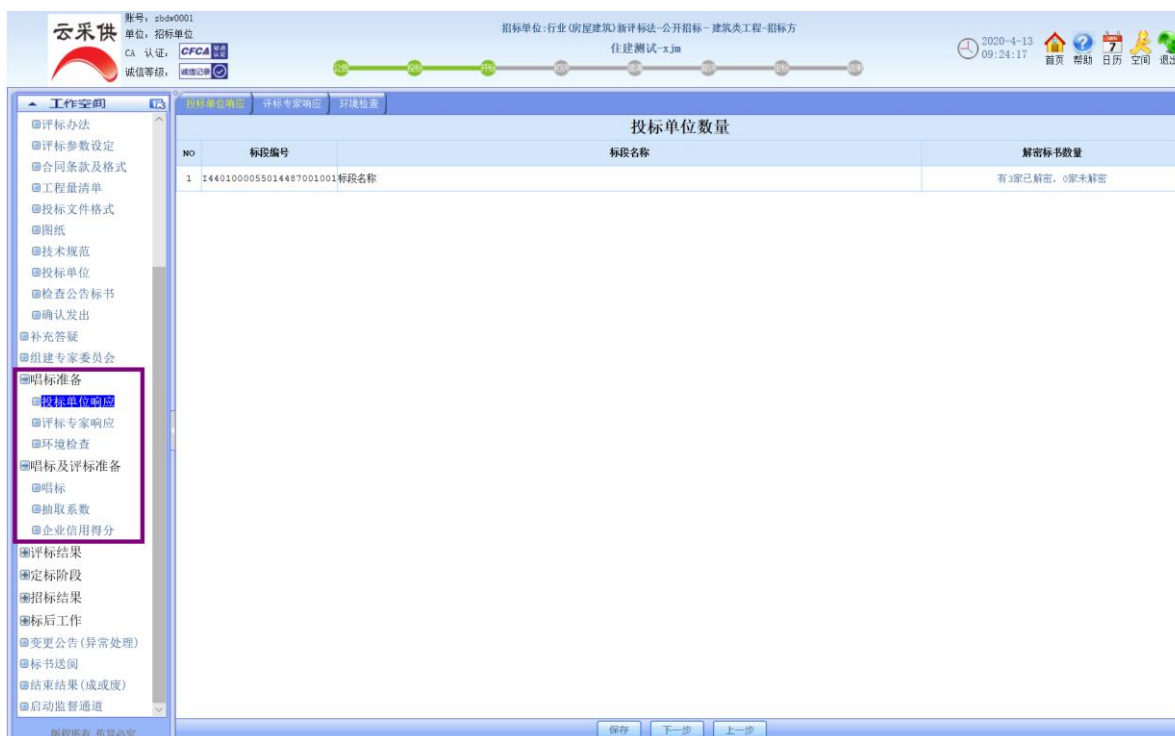 云采供
账号: zbdw0001
单位: 招标单位
CA 认证:
CFCA
诚信等级:
诚信记录
招标单位:行业(房屋建筑)新评标法-公开招标-建筑类工程-招标方
住建测试-xjm
2020-4-13
09:24:17
首页 帮助 日历 空间 退出
工作空间
评标办法
评标参数设定
合同条款及格式
工程量清单
投标文件格式
图纸
技术规范
投标单位
检查公告标书
确认发出
补充答疑
组建专家委员会
唱标准备
投标单位响应
评标专家响应
环境检查
唱标及评标准备
唱标
抽取系数
企业信用得分
评标结果
定标阶段
招标结果
标后工作
变更公告(异常处理)
标书送阅
结束结果(成或废)
启动监督通道
投标单位响应 评标专家响应 环境检查
投标单位数量
NO 标段编号 标段名称 解密标书数量
1 I4401000055014487001001 标段名称 有3家已解密, 0家未解密
保存 下一步 上一步